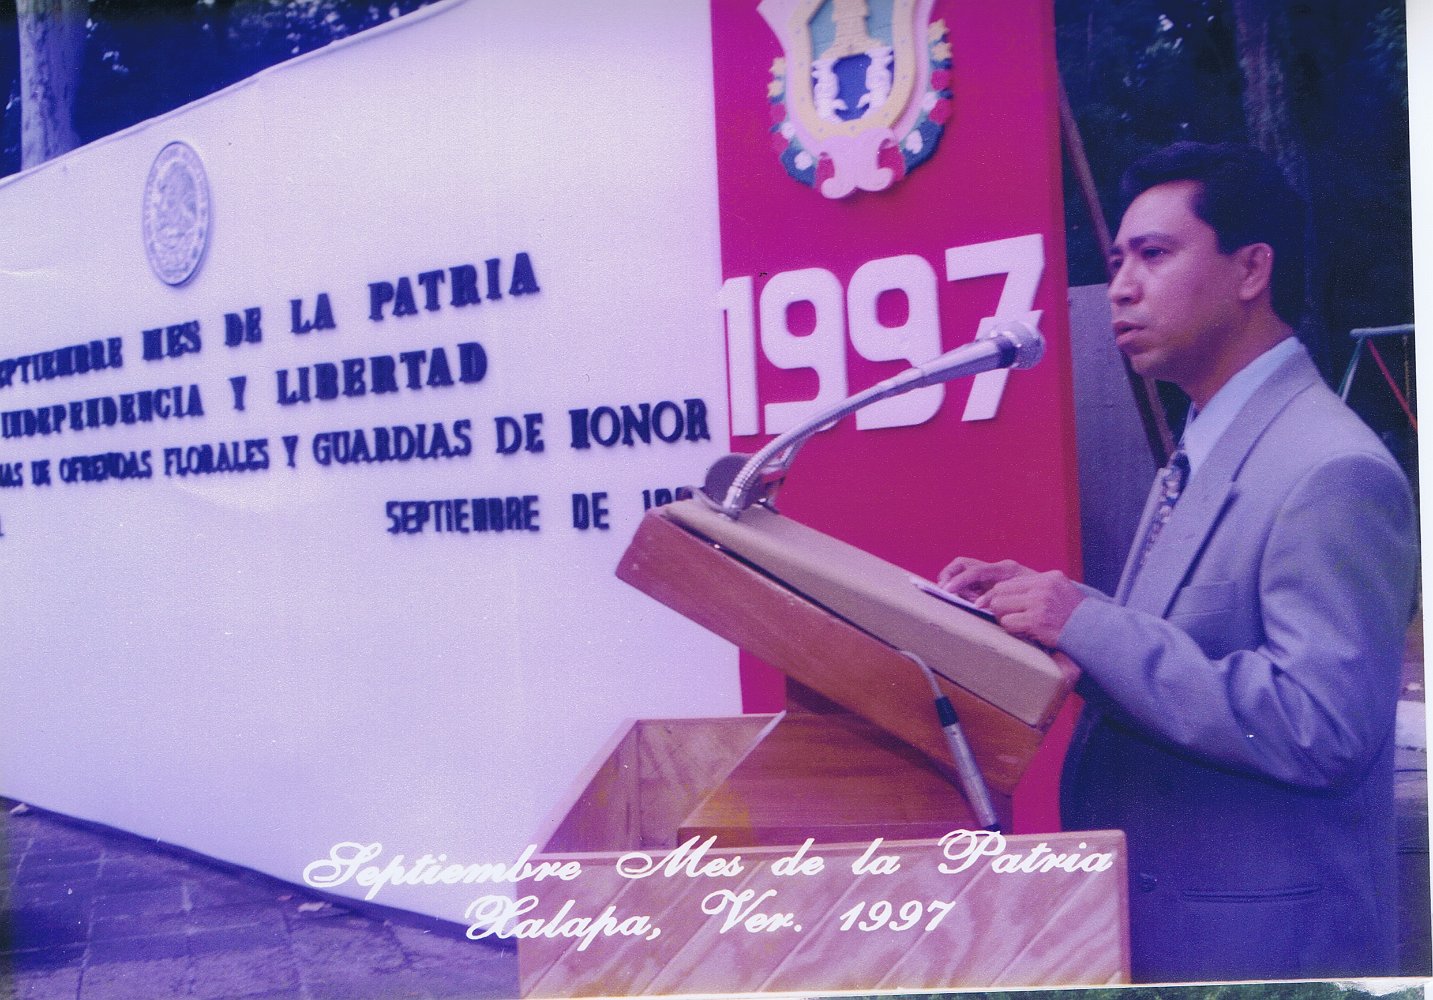 SEPTIEMBRE MES DE LA PATRIA
INDEPENDENCIA Y LIBERTAD
DE OFRENDAS FLORALES Y GUARDIAS DE HONOR
SEPTIEMBRE DE
1997
Septiembre Mes de la Patria
Xalapa, Ver. 1997